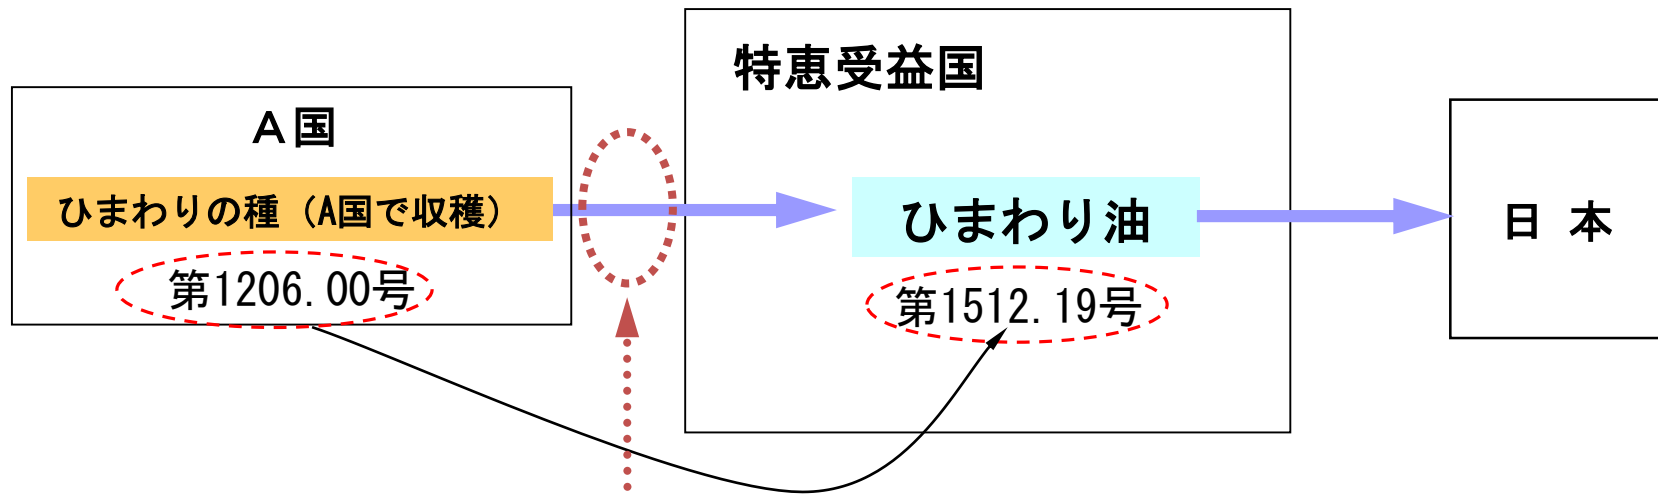 A国
ひまわりの種（A国で収穫）
第1206.00号
特恵受益国
ひまわり油
第1512.19号
日 本